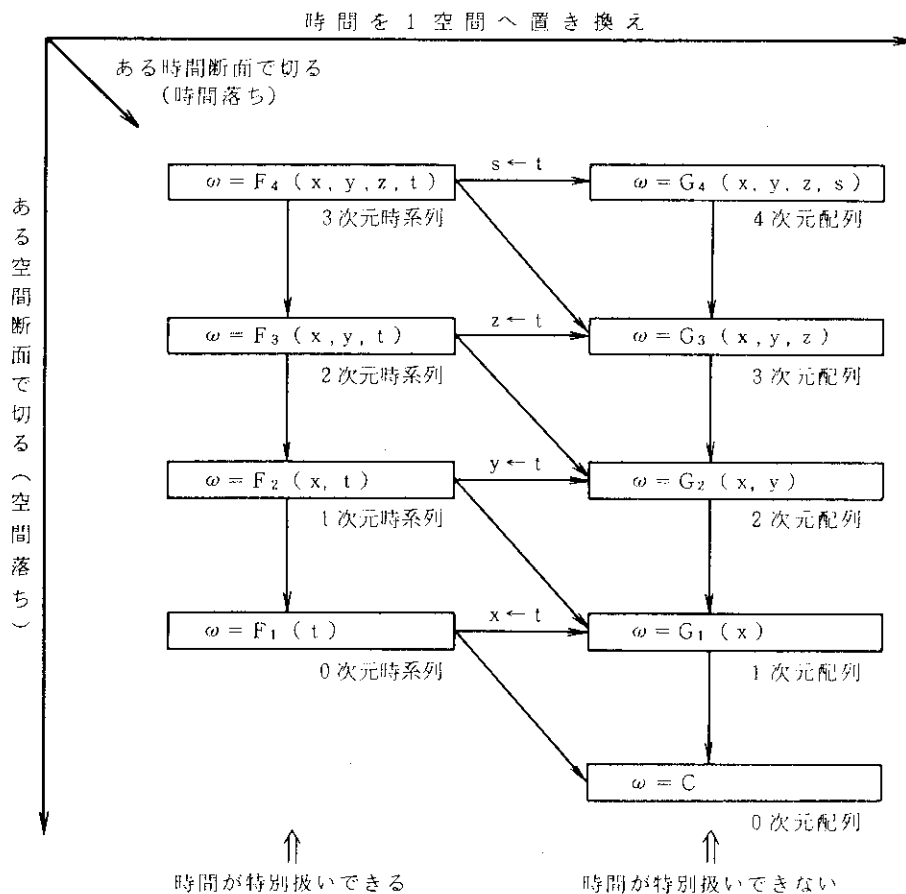 時間を1空間へ置き換え
ある時間断面で切る
(時間落ち)
ある空間断面で切る(空間落ち)
ω=F₄(x,y,z,t)
s←t
ω=G₄(x,y,z,s)
3次元時系列
4次元配列
ω=F₃(x,y,t)
z←t
ω=G₃(x,y,z)
2次元時系列
3次元配列
ω=F₂(x,t)
y←t
ω=G₂(x,y)
1次元時系列
2次元配列
ω=F₁(t)
x←t
ω=G₁(x)
0次元時系列
1次元配列
ω=C
0次元配列
時間が特別扱いできる
時間が特別扱いできない